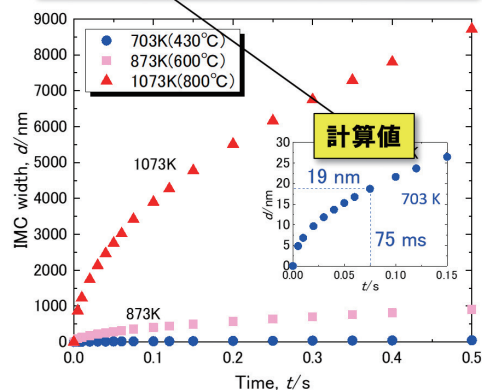 703K(430℃)
873K(600℃)
1073K(800℃)
IMC width, d/nm
9000
8000
7000
6000
5000
4000
3000
2000
1000
0
1073K
873K
計算値
K
30
25
20
15
10
5
0
d/nm
19 nm
703 K
75 ms
0.00 0.05 0.10 0.15
t/s
0.0 0.1 0.2 0.3 0.4 0.5
Time, t/s